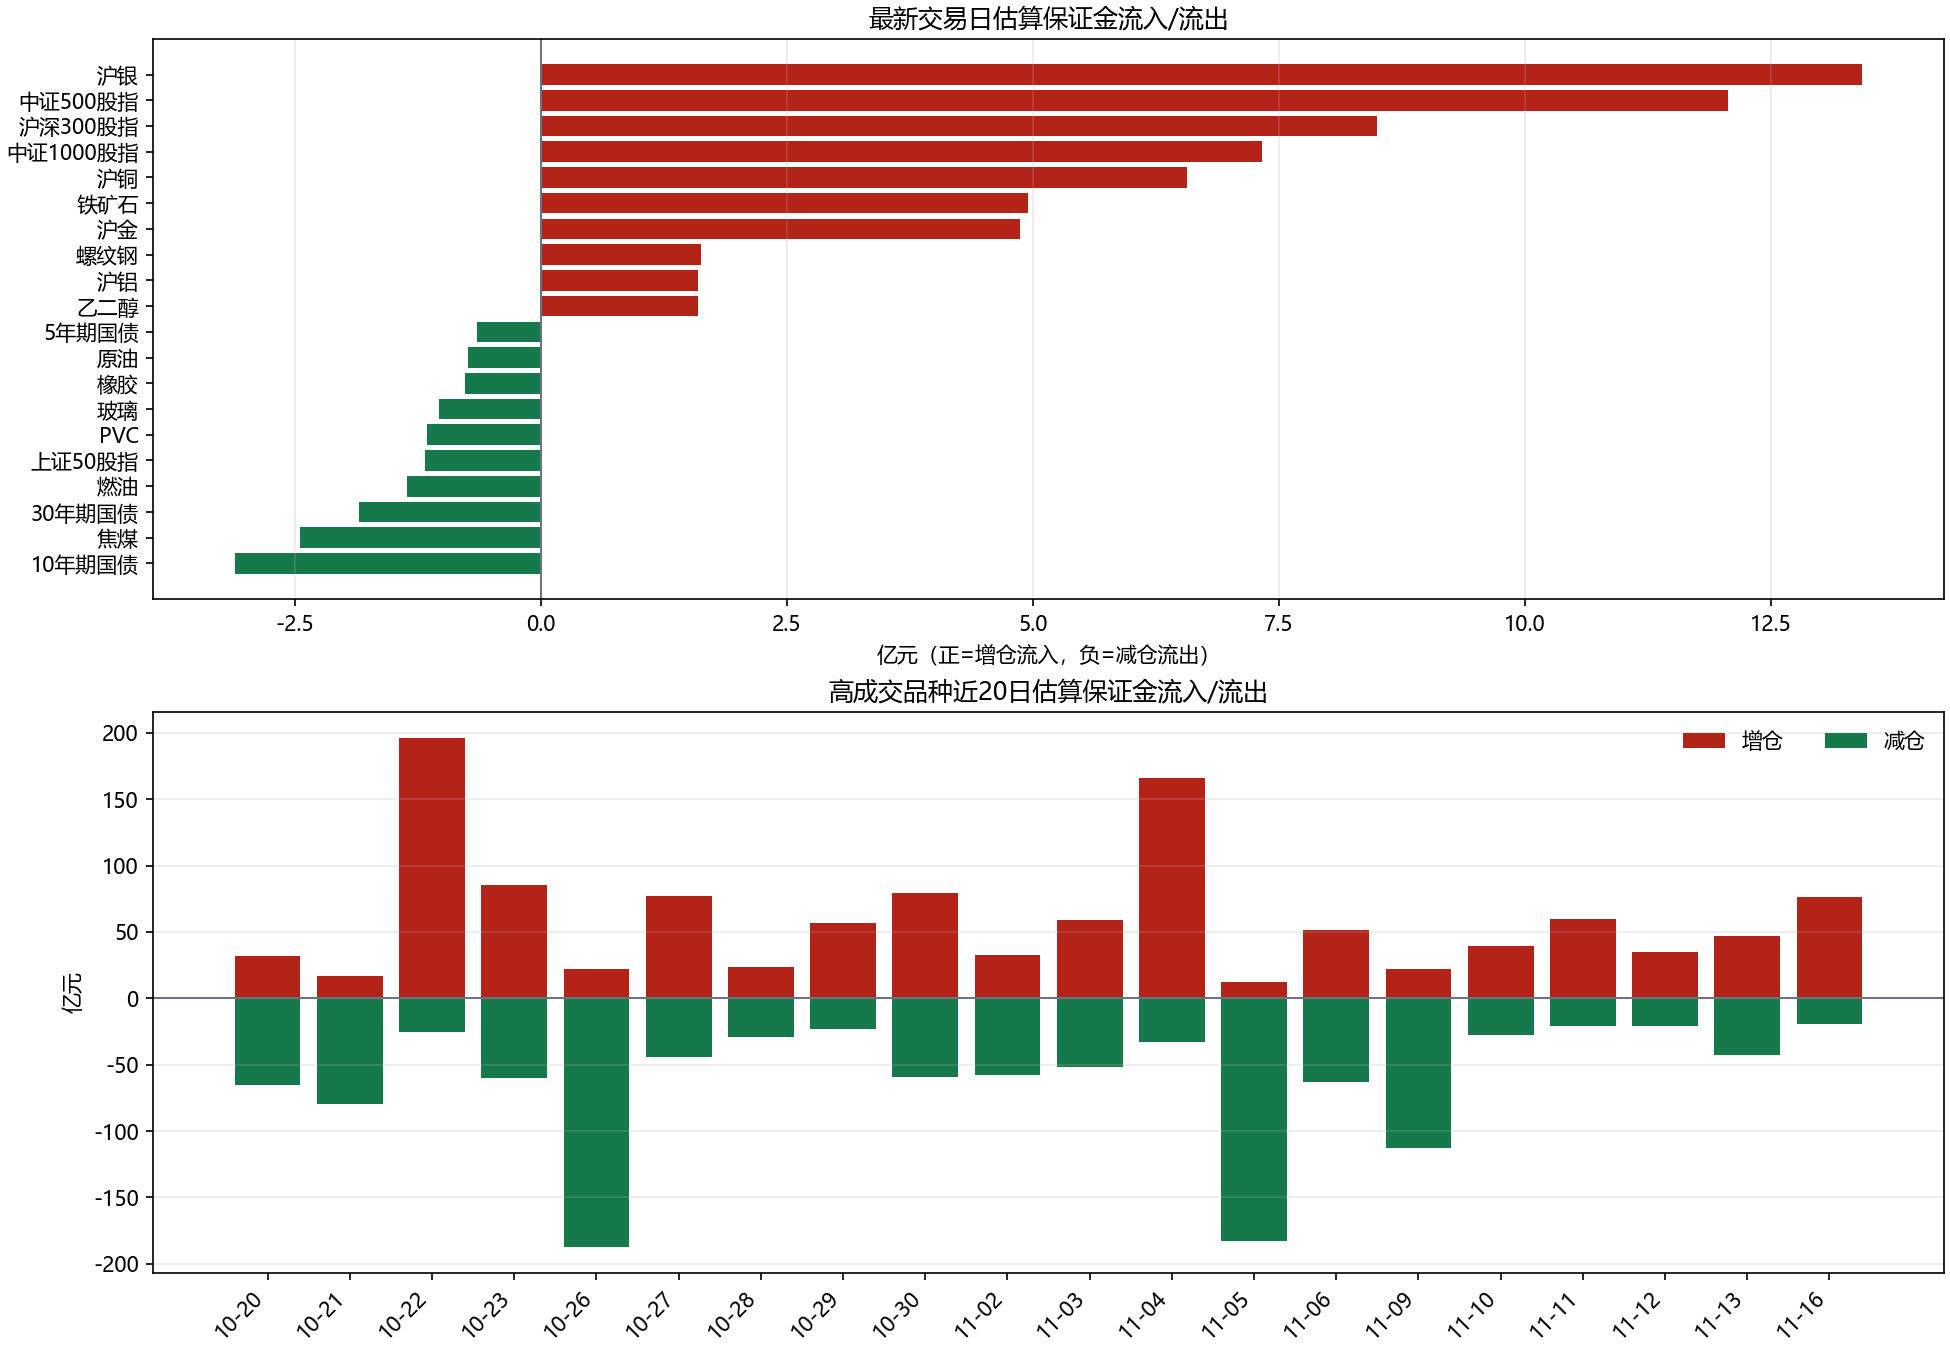 最新交易日估算保证金流入/流出
沪银
中证500股指
沪深300股指
中证1000股指
沪铜
铁矿石
沪金
螺纹钢
沪铝
乙二醇
5年期国债
原油
橡胶
玻璃
PVC
上证50股指
燃油
30年期国债
焦煤
10年期国债
-2.5 0.0 2.5 5.0 7.5 10.0 12.5
亿元（正=增仓流入，负=减仓流出）
高成交品种近20日估算保证金流入/流出
增仓 减仓
200
150
100
50
0
-50
-100
-150
-200
亿元
10-20 10-21 10-22 10-23 10-26 10-27 10-28 10-29 10-30 11-02 11-03 11-04 11-05 11-06 11-09 11-10 11-11 11-12 11-13 11-16